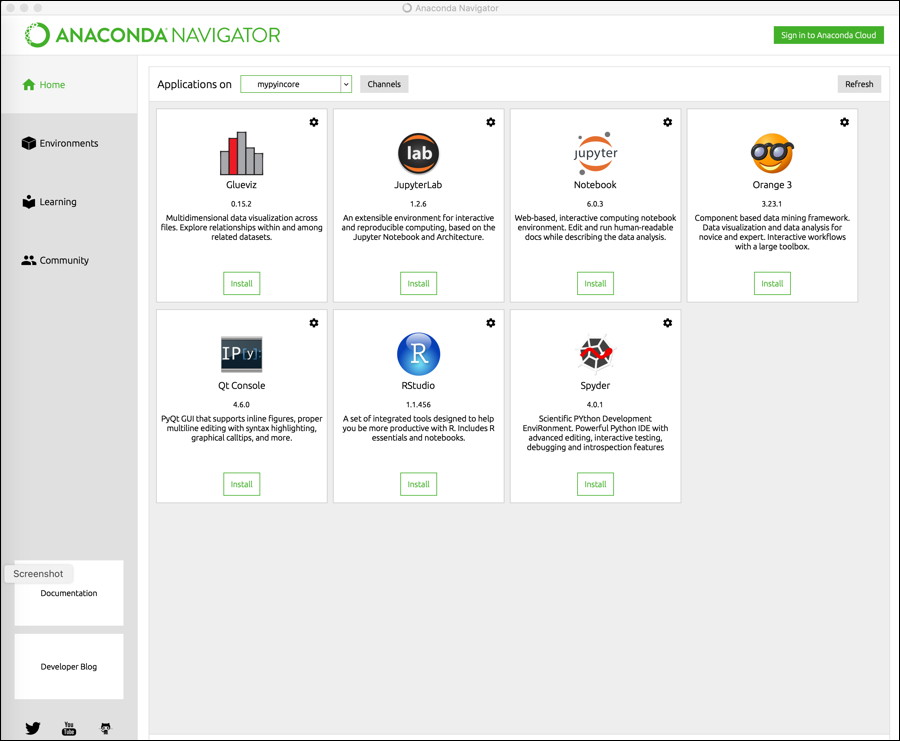 Anaconda Navigator
ANACONDA NAVIGATOR
Sign in to Anaconda Cloud
Home
Environments
Learning
Community
Screenshot
Documentation
Developer Blog
You
Tube
Applications on
mypyincore
Channels
Refresh
Glueviz
0.15.2
Multidimensional data visualization across
files. Explore relationships within and among
related datasets.
Install
lab
JupyterLab
1.2.6
An extensible environment for interactive
and reproducible computing, based on the
Jupyter Notebook and Architecture.
Install
jupyter
Notebook
6.0.3
Web-based, interactive computing notebook
environment. Edit and run human-readable
docs while describing the data analysis.
Install
Orange 3
3.23.1
Component based data mining framework.
Data visualization and data analysis for
novice and expert. Interactive workflows
with a large toolbox.
Install
IP[y]:
Qt Console
4.6.0
PyQt GUI that supports inline figures, proper
multiline editing with syntax highlighting,
graphical calltips, and more.
Install
R
RStudio
1.1.456
A set of integrated tools designed to help
you be more productive with R. Includes R
essentials and notebooks.
Install
Spyder
4.0.1
Scientific PYthon Development
EnviRonment. Powerful Python IDE with
advanced editing, interactive testing,
debugging and introspection features
Install